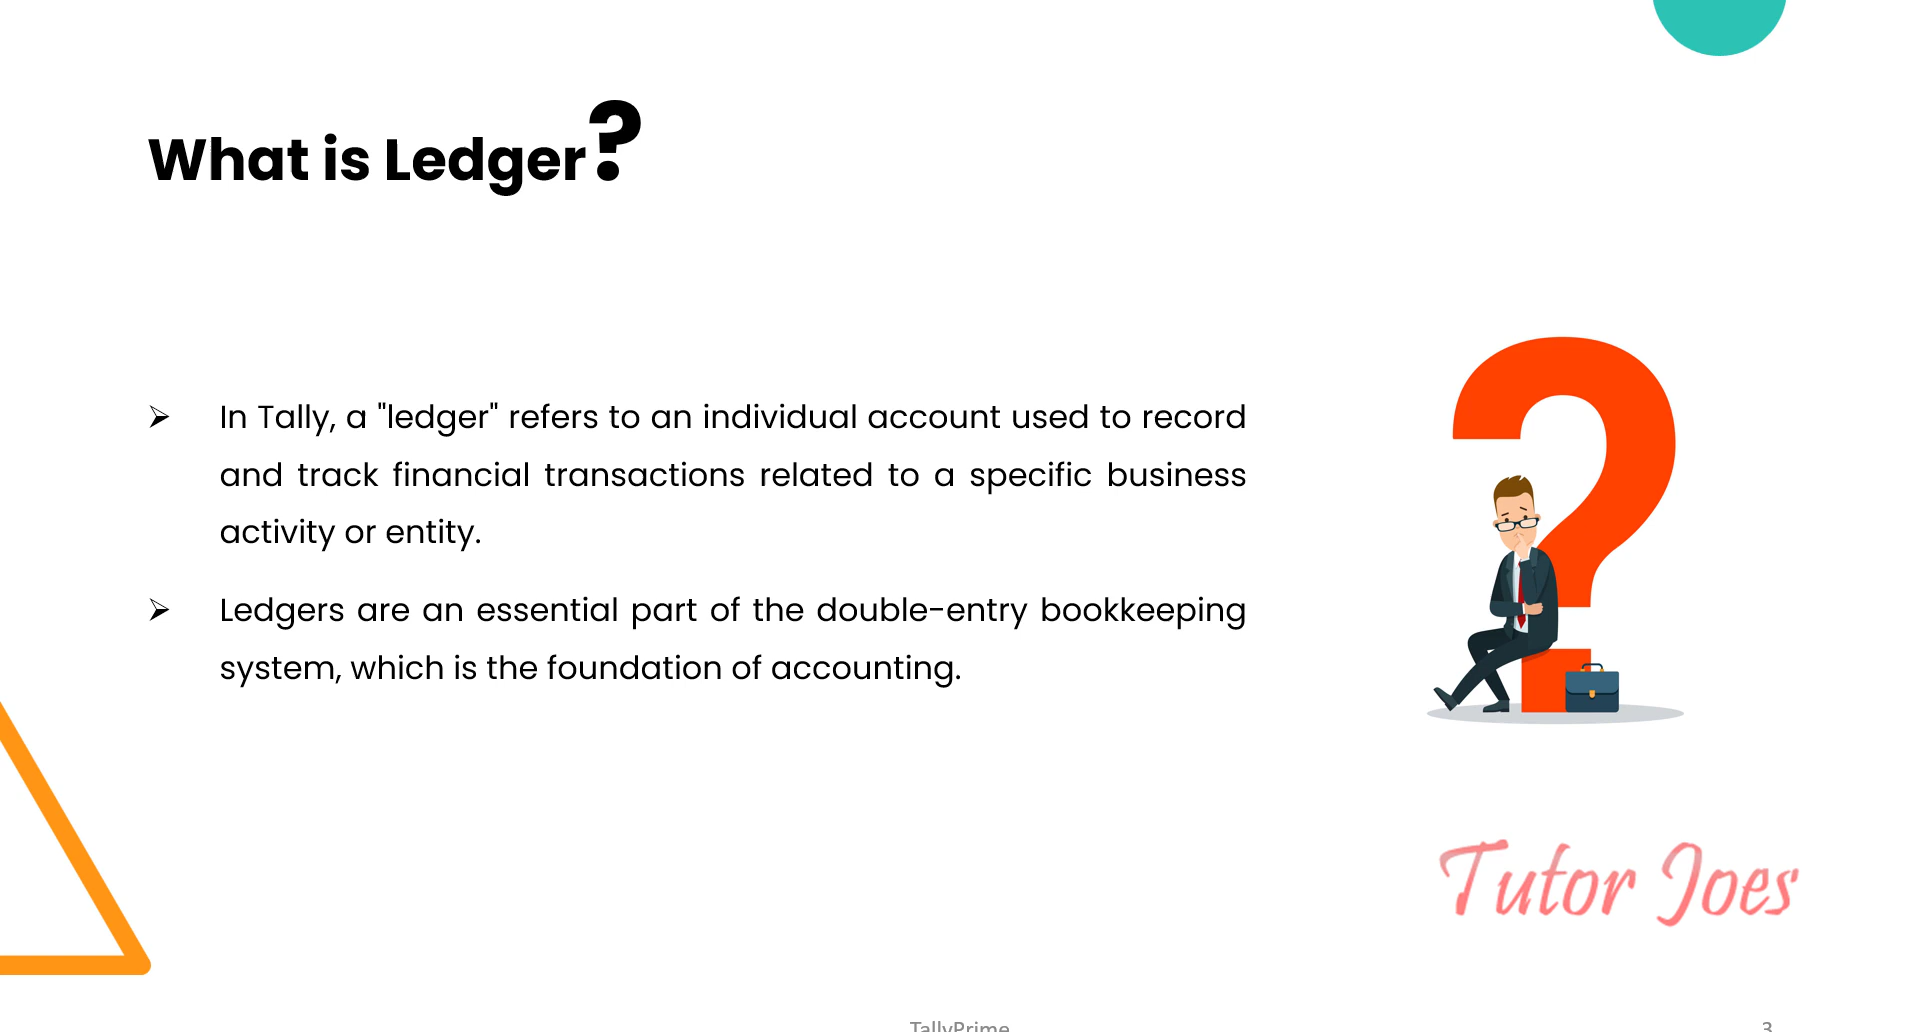 What is Ledger?
➢ In Tally, a "ledger" refers to an individual account used to record
and track financial transactions related to a specific business
activity or entity.
➢ Ledgers are an essential part of the double-entry bookkeeping
system, which is the foundation of accounting.
Tutor Joes
TallyPrime
3